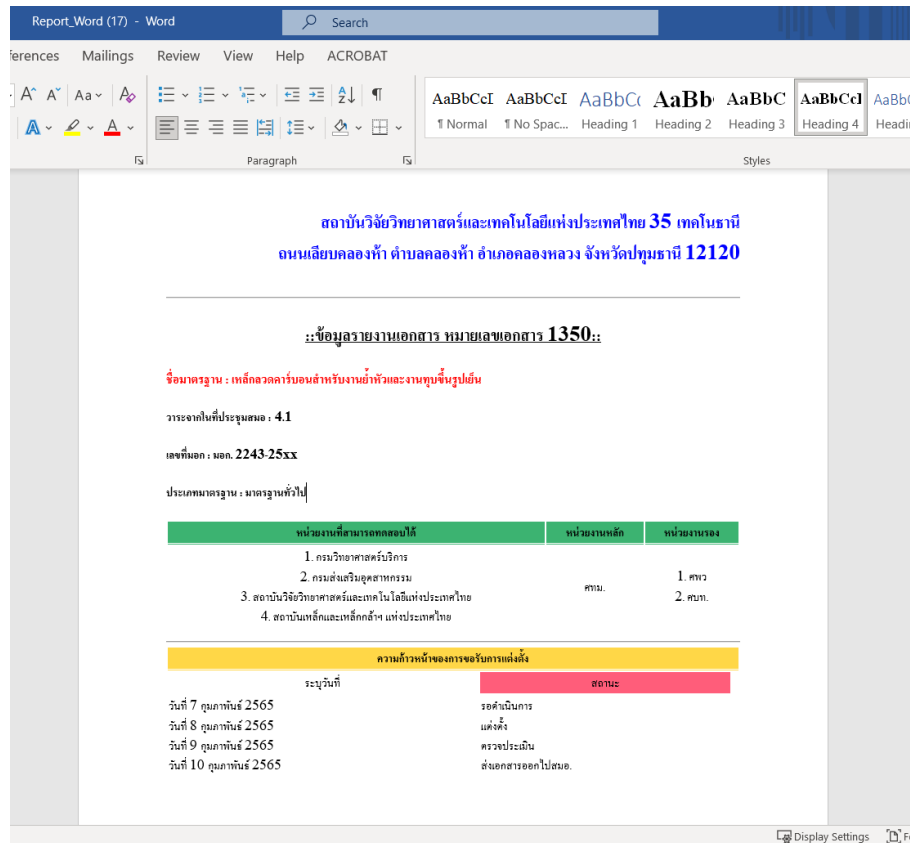 Report_Word (17) - Word
Search
ferences Mailings Review View Help ACROBAT
AaBbCcI AaBbCcI AaBbCc AaBb AaBbC AaBbCcI AaBb
¶ Normal ¶ No Spac... Heading 1 Heading 2 Heading 3 Heading 4 Headi
Paragraph Styles
สถาบันวิจัยวิทยาศาสตร์และเทคโนโลยีแห่งประเทศไทย 35 เทคโนธานี
ถนนเลียบคลองห้า ตำบลคลองห้า อำเภอคลองหลวง จังหวัดปทุมธานี 12120
::ข้อมูลรายงานเอกสาร หมายเลขเอกสาร 1350::
ชื่อมาตรฐาน : เหล็กลวดคาร์บอนสำหรับงานย้ำหัวและงานทุบขึ้นรูปเย็น
วาระจากในที่ประชุมสมอ : 4.1
เลขที่มอก : มอก. 2243-25xx
ประเภทมาตรฐาน : มาตรฐานทั่วไป
หน่วยงานที่สามารถทดสอบได้ หน่วยงานหลัก หน่วยงานรอง
1. กรมวิทยาศาสตร์บริการ
2. กรมส่งเสริมอุตสาหกรรม
3. สถาบันวิจัยวิทยาศาสตร์และเทคโนโลยีแห่งประเทศไทย
4. สถาบันเหล็กและเหล็กกล้าฯ แห่งประเทศไทย
ศทม.
1. ศพว
2. ศบท.
ความก้าวหน้าของการขอรับการแต่งตั้ง
ระบุวันที่ สถานะ
วันที่ 7 กุมภาพันธ์ 2565 รอดำเนินการ
วันที่ 8 กุมภาพันธ์ 2565 แต่งตั้ง
วันที่ 9 กุมภาพันธ์ 2565 ตรวจประเมิน
วันที่ 10 กุมภาพันธ์ 2565 ส่งเอกสารออกไปสมอ.
Display Settings